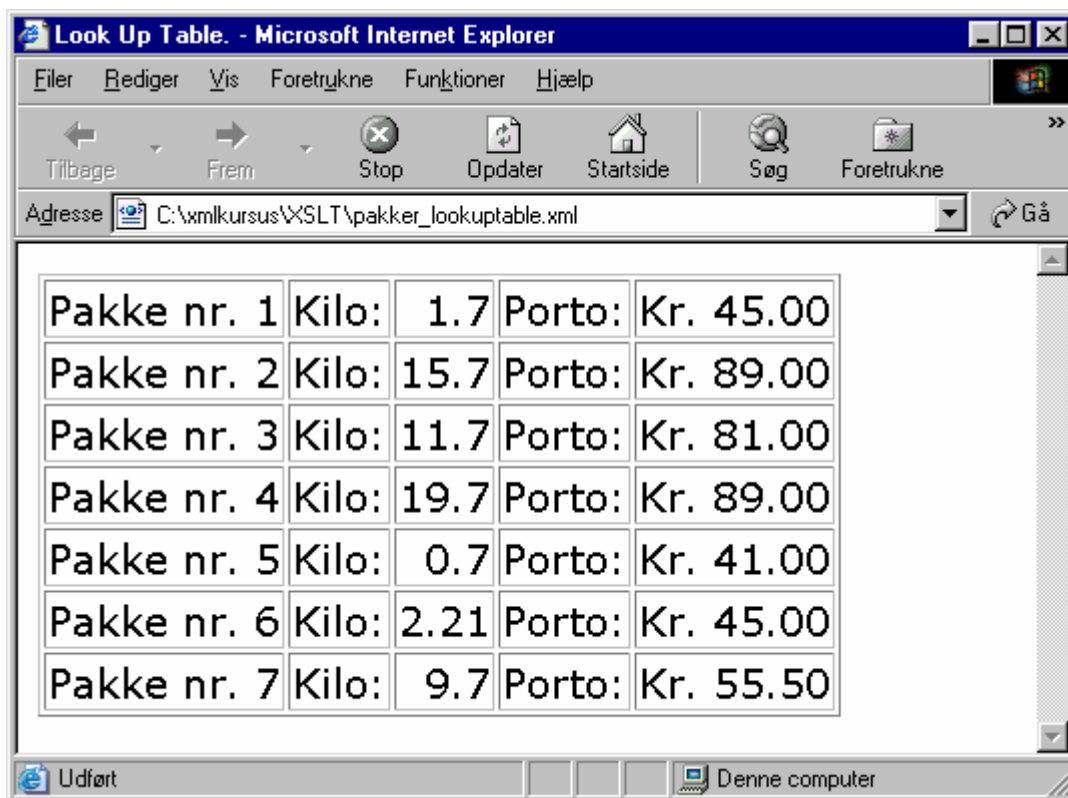 Look Up Table. - Microsoft Internet Explorer
Filer Rediger Vis Foretrukne Funktioner Hjælp
Tilbage Frem Stop Opdater Startside Søg Foretrukne »
Adresse C:\xmlkursus\XSLT\pakker_lookuptable.xml Gå
Pakke nr. 1 Kilo: 1.7 Porto: Kr. 45.00
Pakke nr. 2 Kilo: 15.7 Porto: Kr. 89.00
Pakke nr. 3 Kilo: 11.7 Porto: Kr. 81.00
Pakke nr. 4 Kilo: 19.7 Porto: Kr. 89.00
Pakke nr. 5 Kilo: 0.7 Porto: Kr. 41.00
Pakke nr. 6 Kilo: 2.21 Porto: Kr. 45.00
Pakke nr. 7 Kilo: 9.7 Porto: Kr. 55.50
Udført Denne computer